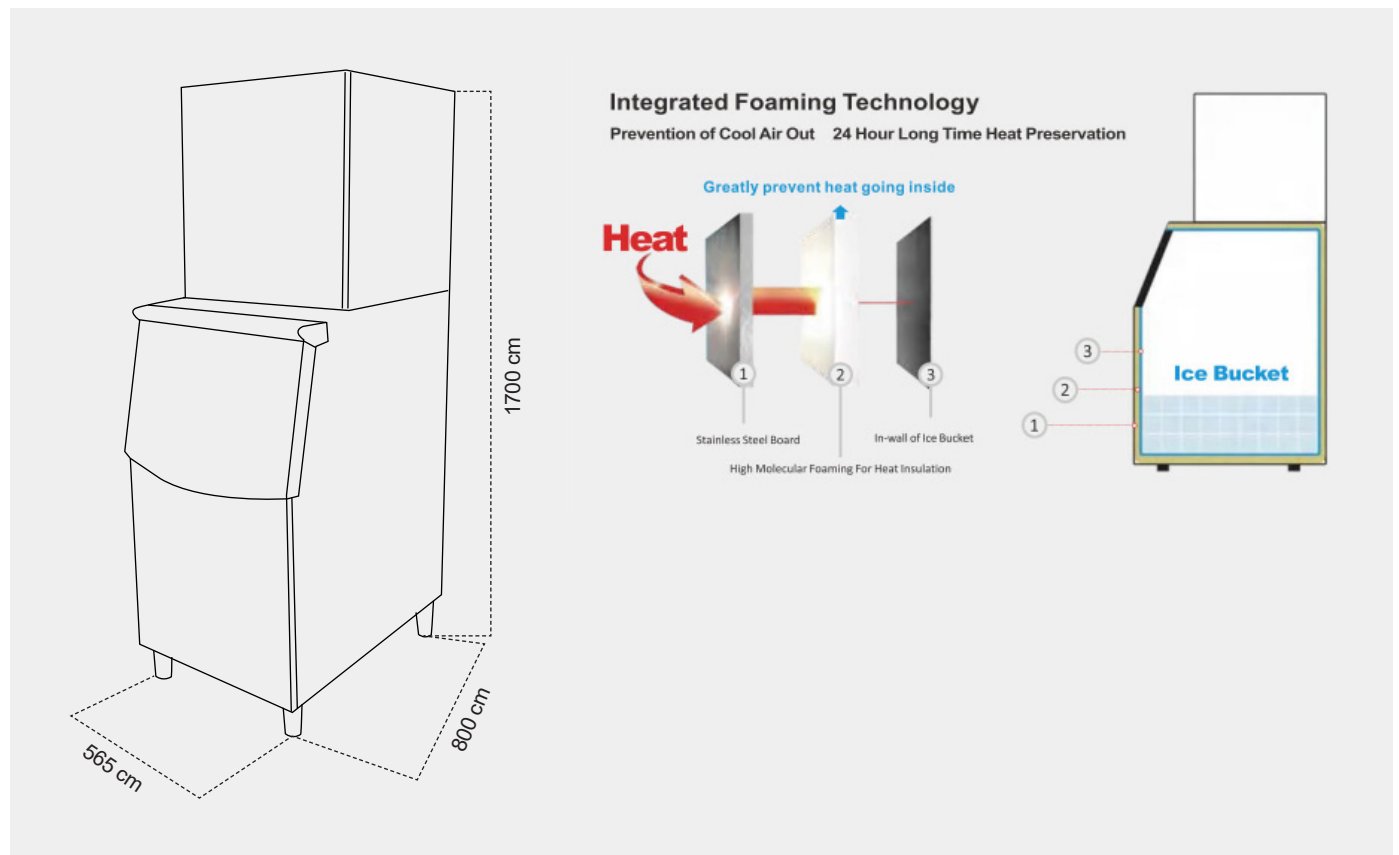 1700 cm
800 cm
565 cm
Integrated Foaming Technology
Prevention of Cool Air Out 24 Hour Long Time Heat Preservation
Greatly prevent heat going inside
Heat
1
2
3
Stainless Steel Board
In-wall of Ice Bucket
High Molecular Foaming For Heat Insulation
3
Ice Bucket
2
1